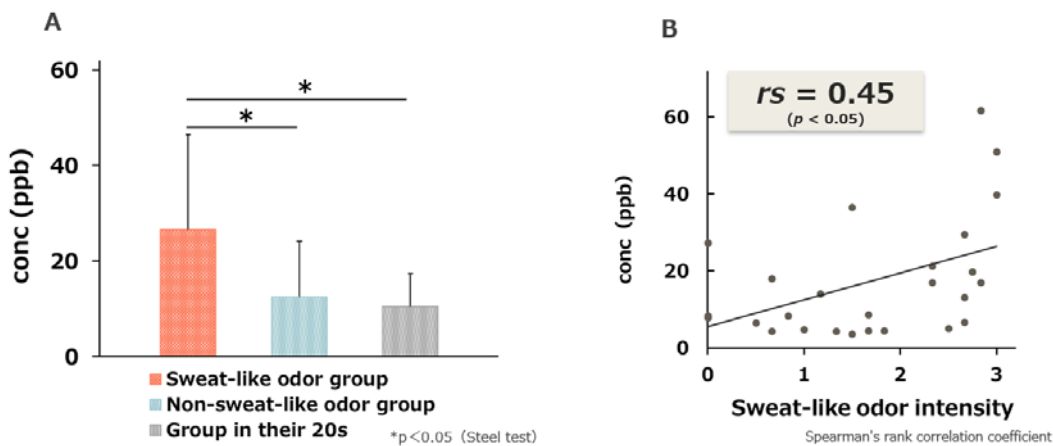 A
60
40
20
0
conc (ppb)
*
*
Sweat-like odor group
Non-sweat-like odor group
Group in their 20s
*p<0.05（Steel test）
B
rs = 0.45
(p < 0.05)
60
40
20
0
conc (ppb)
0 1 2 3
Sweat-like odor intensity
Spearman's rank correlation coefficient